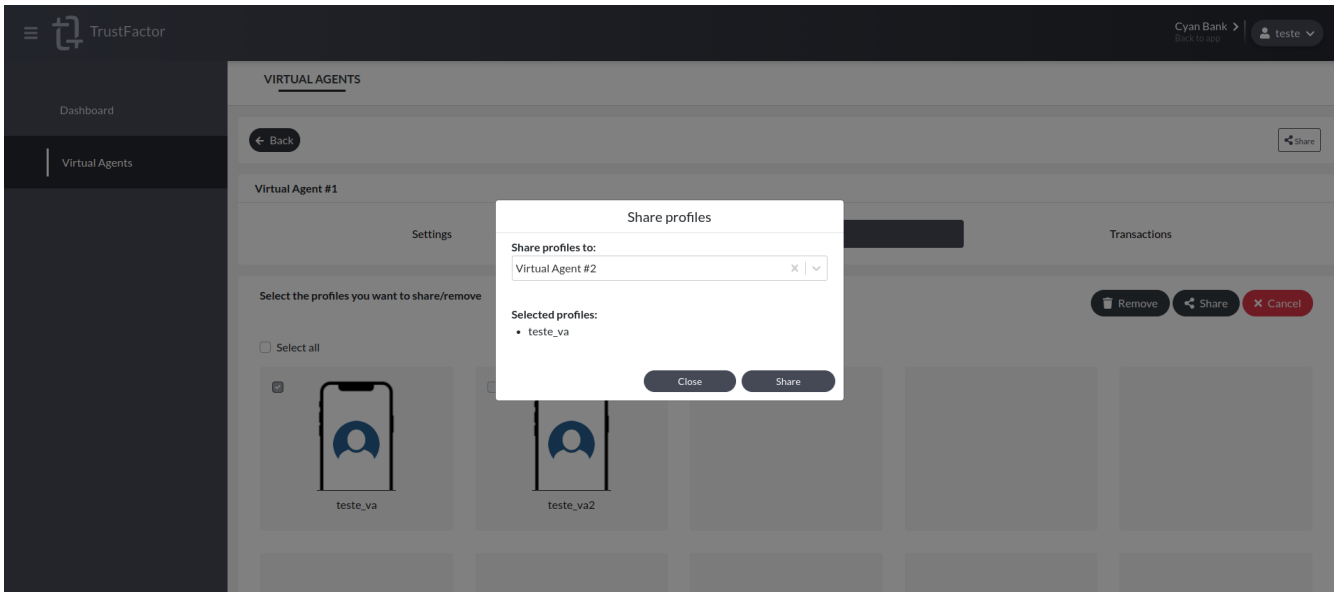 TrustFactor
Cyan Bank
Back to app
teste
VIRTUAL AGENTS
Dashboard
Virtual Agents
Back
Share
Virtual Agent #1
Settings
Transactions
Share profiles
Share profiles to:
Virtual Agent #2
Selected profiles:
• teste_va
Close
Share
Select the profiles you want to share/remove
Remove
Share
Cancel
Select all
teste_va
teste_va2